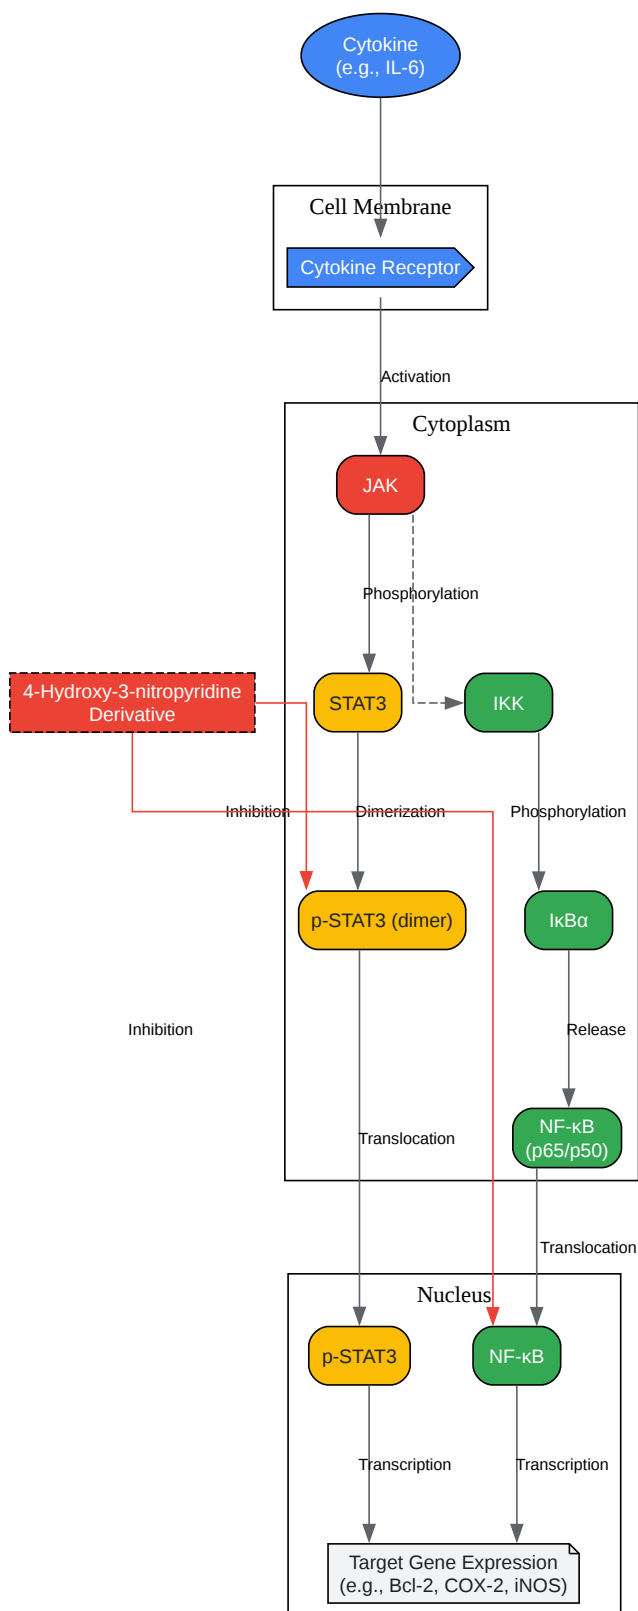 Cytokine
(e.g., IL-6)
Cell Membrane
Cytokine Receptor
Activation
Cytoplasm
JAK
Phosphorylation
4-Hydroxy-3-nitropyridine
Derivative
STAT3
IKK
Inhibition
Dimerization
Phosphorylation
p-STAT3 (dimer)
IκBα
Inhibition
Release
NF-κB
(p65/p50)
Translocation
Translocation
Nucleus
p-STAT3
NF-κB
Transcription
Transcription
Target Gene Expression
(e.g., Bcl-2, COX-2, iNOS)